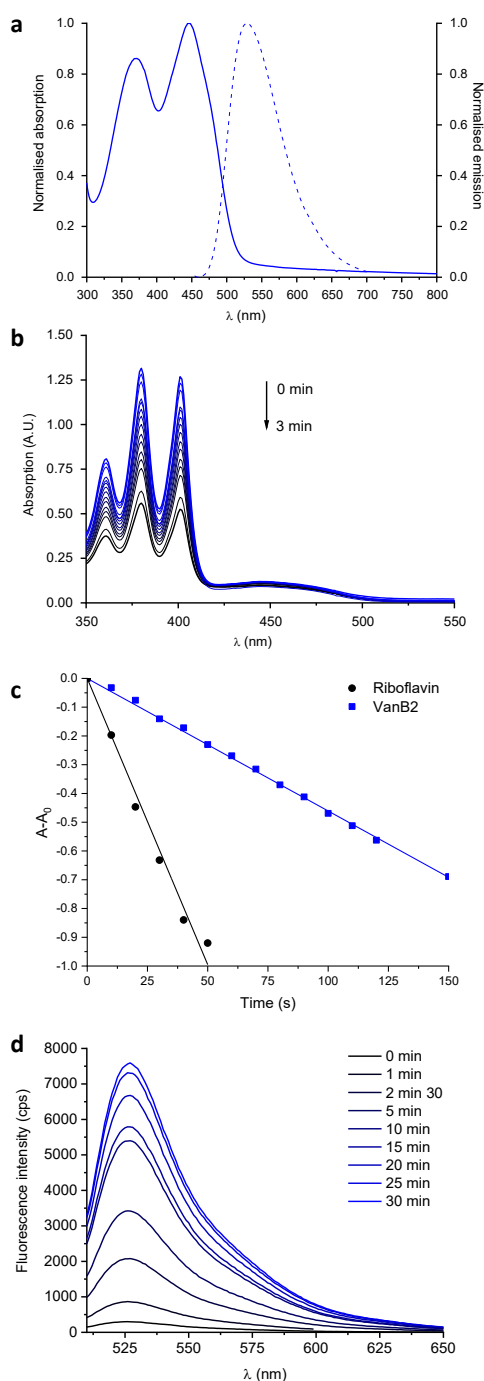 a
Normalised absorption
Normalised emission
1.0
0.8
0.6
0.4
0.2
0.0
1.0
0.8
0.6
0.4
0.2
0.0
300 350 400 450 500 550 600 650 700 750 800
λ (nm)
b
Absorption (A.U.)
1.50
1.25
1.00
0.75
0.50
0.25
0.00
0 min
3 min
350 400 450 500 550
λ (nm)
c
A-A0
0.0
-0.1
-0.2
-0.3
-0.4
-0.5
-0.6
-0.7
-0.8
-0.9
-1.0
Riboflavin
VanB2
0 25 50 75 100 125 150
Time (s)
d
Fluorescence intensity (cps)
8000
7000
6000
5000
4000
3000
2000
1000
0
0 min
1 min
2 min 30
5 min
10 min
15 min
20 min
25 min
30 min
525 550 575 600 625 650
λ (nm)